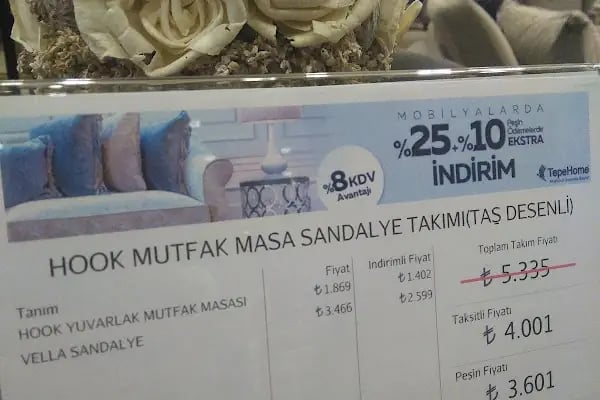 MOBİLYALARDA
%25+%10 Peşin Ödemelerde EKSTRA
İNDİRİM
%8 KDV
Avantajı
TepeHome
HOOK MUTFAK MASA SANDALYE TAKIMI(TAŞ DESENLİ)
Tanım Fiyat İndirimli Fiyat
HOOK YUVARLAK MUTFAK MASASI ₺1.869 ₺1.402
VELLA SANDALYE ₺3.466 ₺2.599
Toplam Takım Fiyatı
₺ 5.335
Taksitli Fiyatı
₺ 4.001
Peşin Fiyatı
₺ 3.601